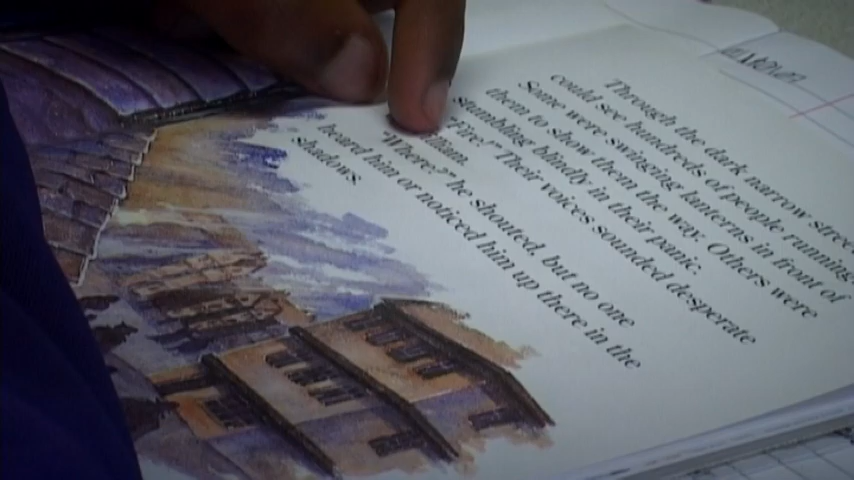 Through the dark narrow
could see hundreds of people running.
Some were swinging lanterns in front of
them to show them the way. Others were
stumbling blindly in their panic.
"Fire!" Their voices sounded desperate
"Where?" he shouted, but no one
heard him or noticed him up there in the
shadows.